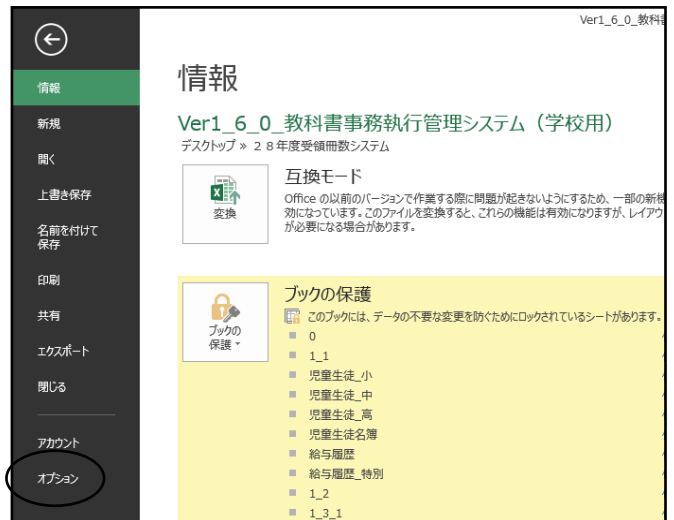 Ver1_6_0_教科
情報
情報
新規
開く
上書き保存
名前を付けて
保存
印刷
共有
エクスポート
閉じる
アカウント
オプション
Ver1_6_0_教科書事務執行管理システム（学校用）
デスクトップ » ２８年度受領冊数システム
変換
互換モード
Office の以前のバージョンで作業する際に問題が起きないようにするため、一部の新機
効になっています。このファイルを変換すると、これらの機能は有効になりますが、レイアウ
が必要になる場合があります。
ブックの
保護
ブックの保護
このブックには、データの不要な変更を防ぐためにロックされているシートがあります。
0
1_1
児童生徒_小
児童生徒_中
児童生徒_高
児童生徒名簿
給与履歴
給与履歴_特別
1_2
1_3_1